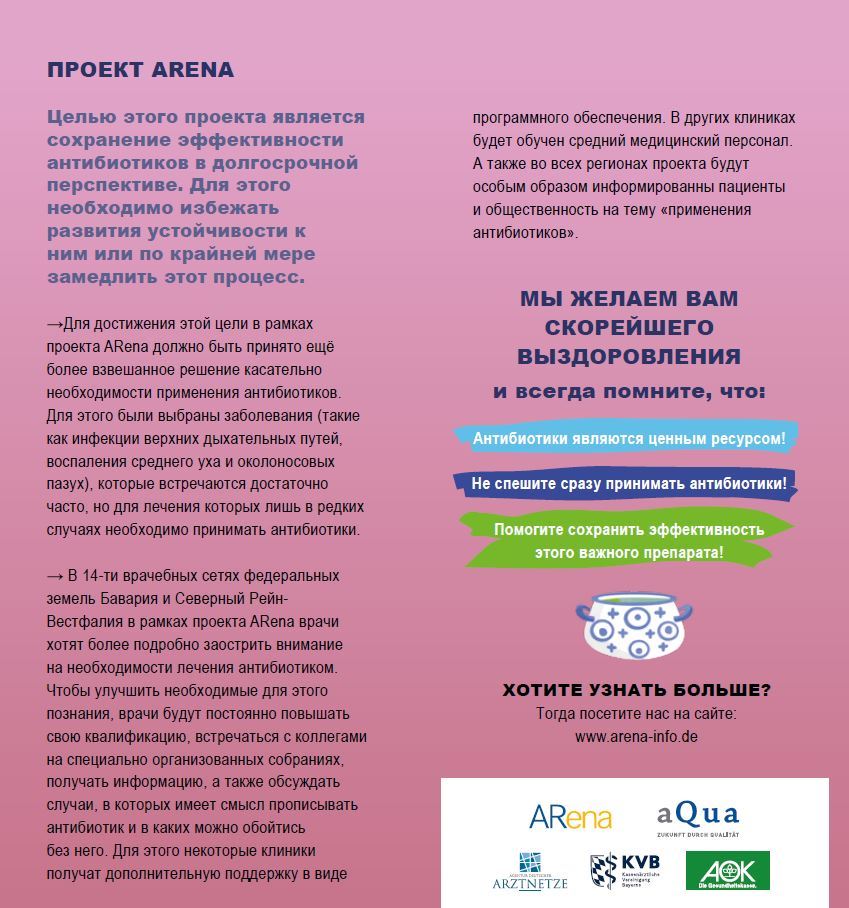 ПРОЕКТ ARENA
Целью этого проекта является
сохранение эффективности
антибиотиков в долгосрочной
перспективе. Для этого
необходимо избежать
развития устойчивости к
ним или по крайней мере
замедлить этот процесс.
→Для достижения этой цели в рамках
проекта ARena должно быть принято ещё
более взвешанное решение касательно
необходимости применения антибиотиков.
Для этого были выбраны заболевания (такие
как инфекции верхних дыхательных путей,
воспаления среднего уха и околоносовых
пазух), которые встречаются достаточно
часто, но для лечения которых лишь в редких
случаях необходимо принимать антибиотики.
→ В 14-ти врачебных сетях федеральных
земель Бавария и Северный Рейн-
Вестфалия в рамках проекта ARena врачи
хотят более подробно заострить внимание
на необходимости лечения антибиотиком.
Чтобы улучшить необходимые для этого
познания, врачи будут постоянно повышать
свою квалификацию, встречаться с коллегами
на специально организованных собраниях,
получать информацию, а также обсуждать
случаи, в которых имеет смысл прописывать
антибиотик и в каких можно обойтись
без него. Для этого некоторые клиники
получат дополнительную поддержку в виде
программного обеспечения. В других клиниках
будет обучен средний медицинский персонал.
А также во всех регионах проекта будут
особым образом информированны пациенты
и общественность на тему «применения
антибиотиков».
МЫ ЖЕЛАЕМ ВАМ
СКОРЕЙШЕГО
ВЫЗДОРОВЛЕНИЯ
и всегда помните, что:
Антибиотики являются ценным ресурсом!
Не спешите сразу принимать антибиотики!
Помогите сохранить эффективность
этого важного препарата!
ХОТИТЕ УЗНАТЬ БОЛЬШЕ?
Тогда посетите нас на сайте:
www.arena-info.de
ARena
aQua
ZUKUNFT DURCH QUALITÄT
AGENTUR DEUTSCHER
ARZTNETZE
KVB
Kassenärztliche
Vereinigung
Bayerns
AOK
Die Gesundheitskasse.